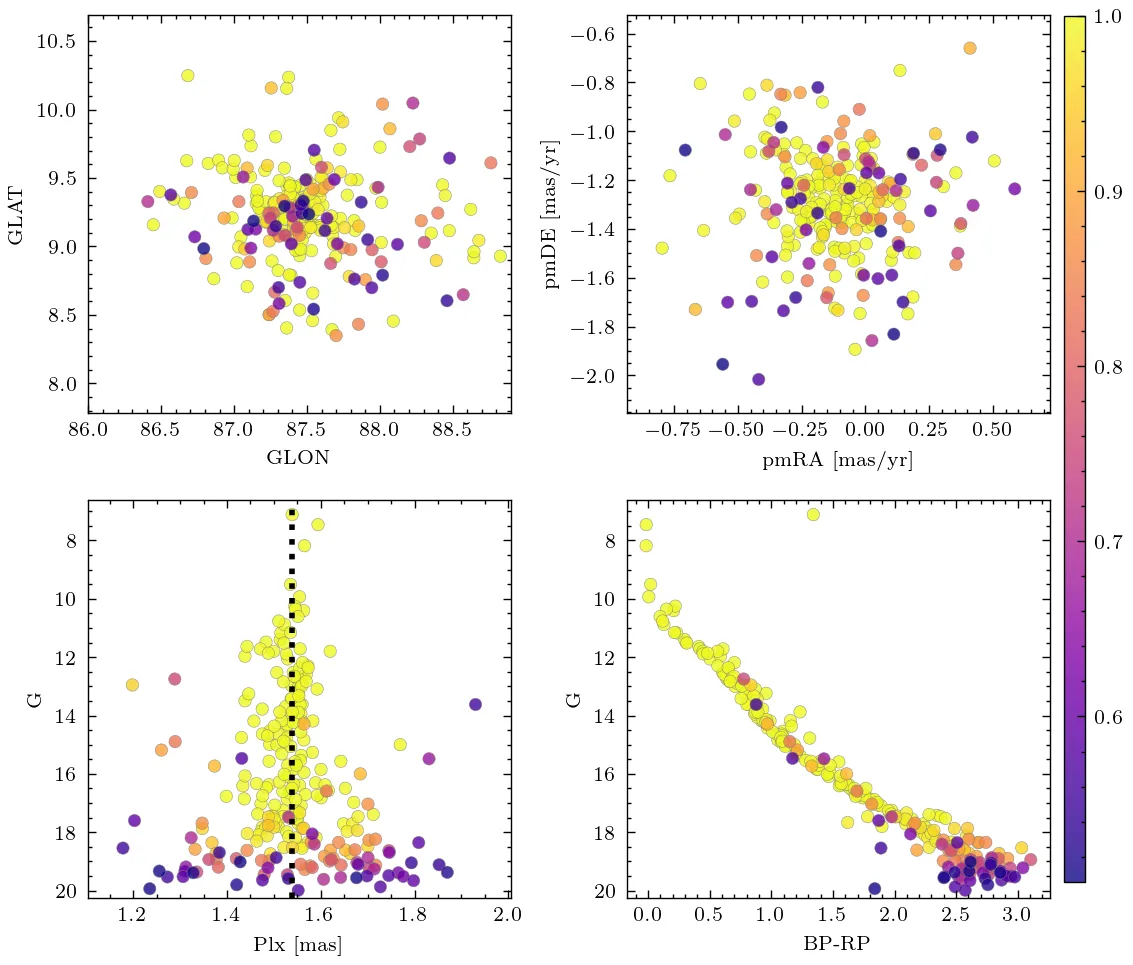 10.5
10.0
9.5
9.0
8.5
8.0
GLAT
86.0 86.5 87.0 87.5 88.0 88.5
GLON
−0.6
−0.8
−1.0
−1.2
−1.4
−1.6
−1.8
−2.0
pmDE [mas/yr]
−0.75 −0.50 −0.25 0.00 0.25 0.50
pmRA [mas/yr]
8
10
12
14
16
18
20
G
1.2 1.4 1.6 1.8 2.0
Plx [mas]
8
10
12
14
16
18
20
G
0.0 0.5 1.0 1.5 2.0 2.5 3.0
BP-RP
1.0
0.9
0.8
0.7
0.6